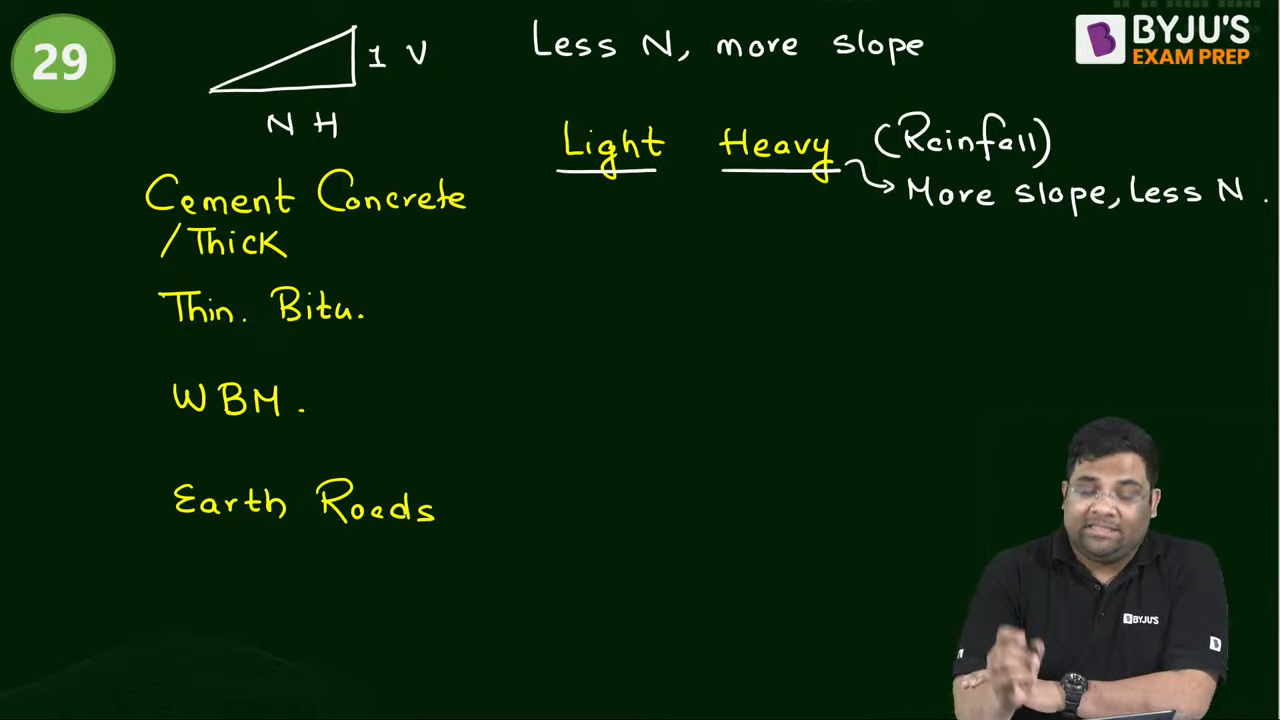 29
1 V
N H
Less N, more slope
BYJU'S
EXAM PREP
Light Heavy (Rainfall)
More slope, Less N.
Cement Concrete
/Thick
Thin. Bitu.
WBM.
Earth Roads
BYJU'S